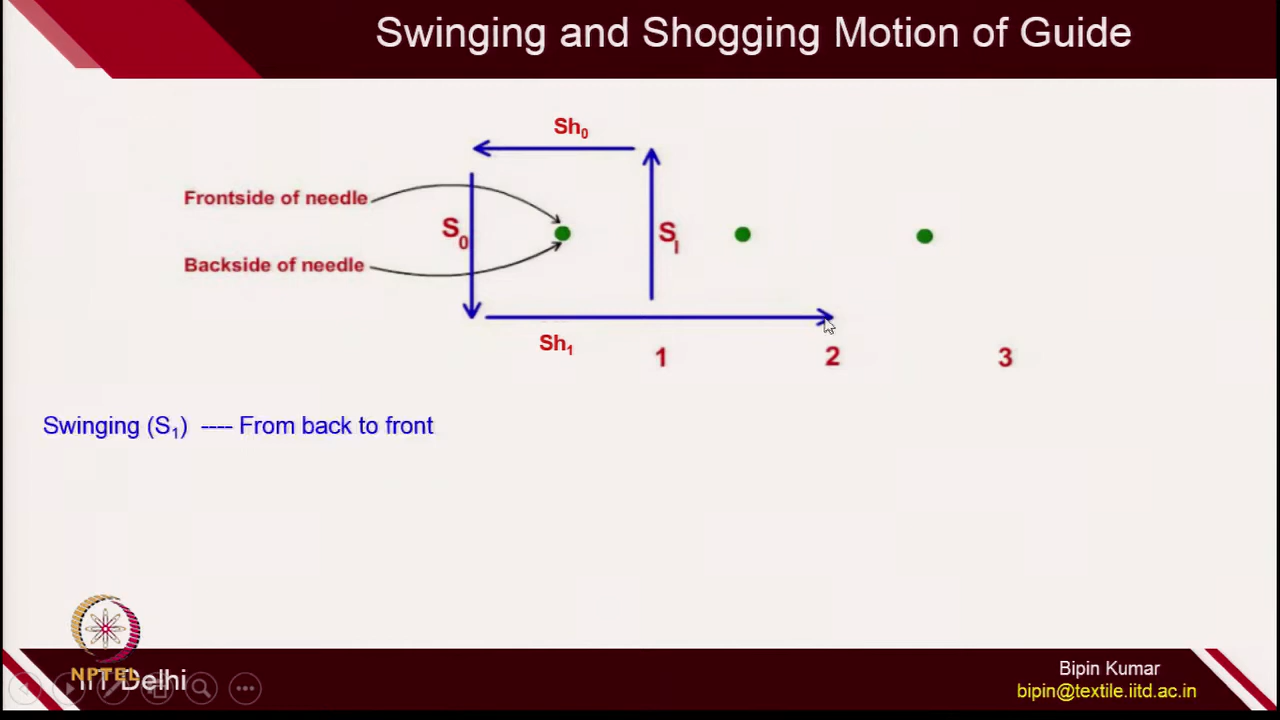 Swinging and Shogging Motion of Guide
Sh0
Frontside of needle
S0
SI
Backside of needle
Sh1
1
2
3
Swinging (S1) ---- From back to front
NPTEL
IIT Delhi
Bipin Kumar
bipin@textile.iitd.ac.in